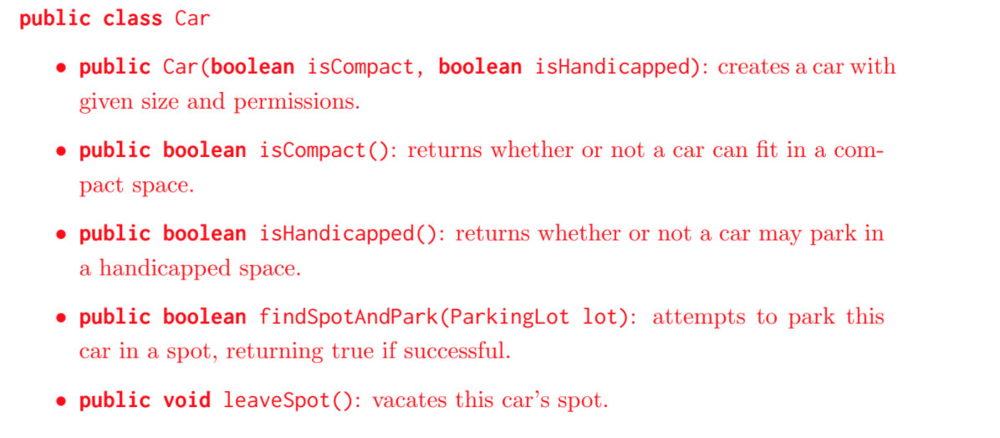 public class Car
• public Car(boolean isCompact, boolean isHandicapped): creates a car with
given size and permissions.
• public boolean isCompact(): returns whether or not a car can fit in a com-
pact space.
• public boolean isHandicapped(): returns whether or not a car may park in
a handicapped space.
• public boolean findSpotAndPark(ParkingLot lot): attempts to park this
car in a spot, returning true if successful.
• public void leaveSpot(): vacates this car's spot.